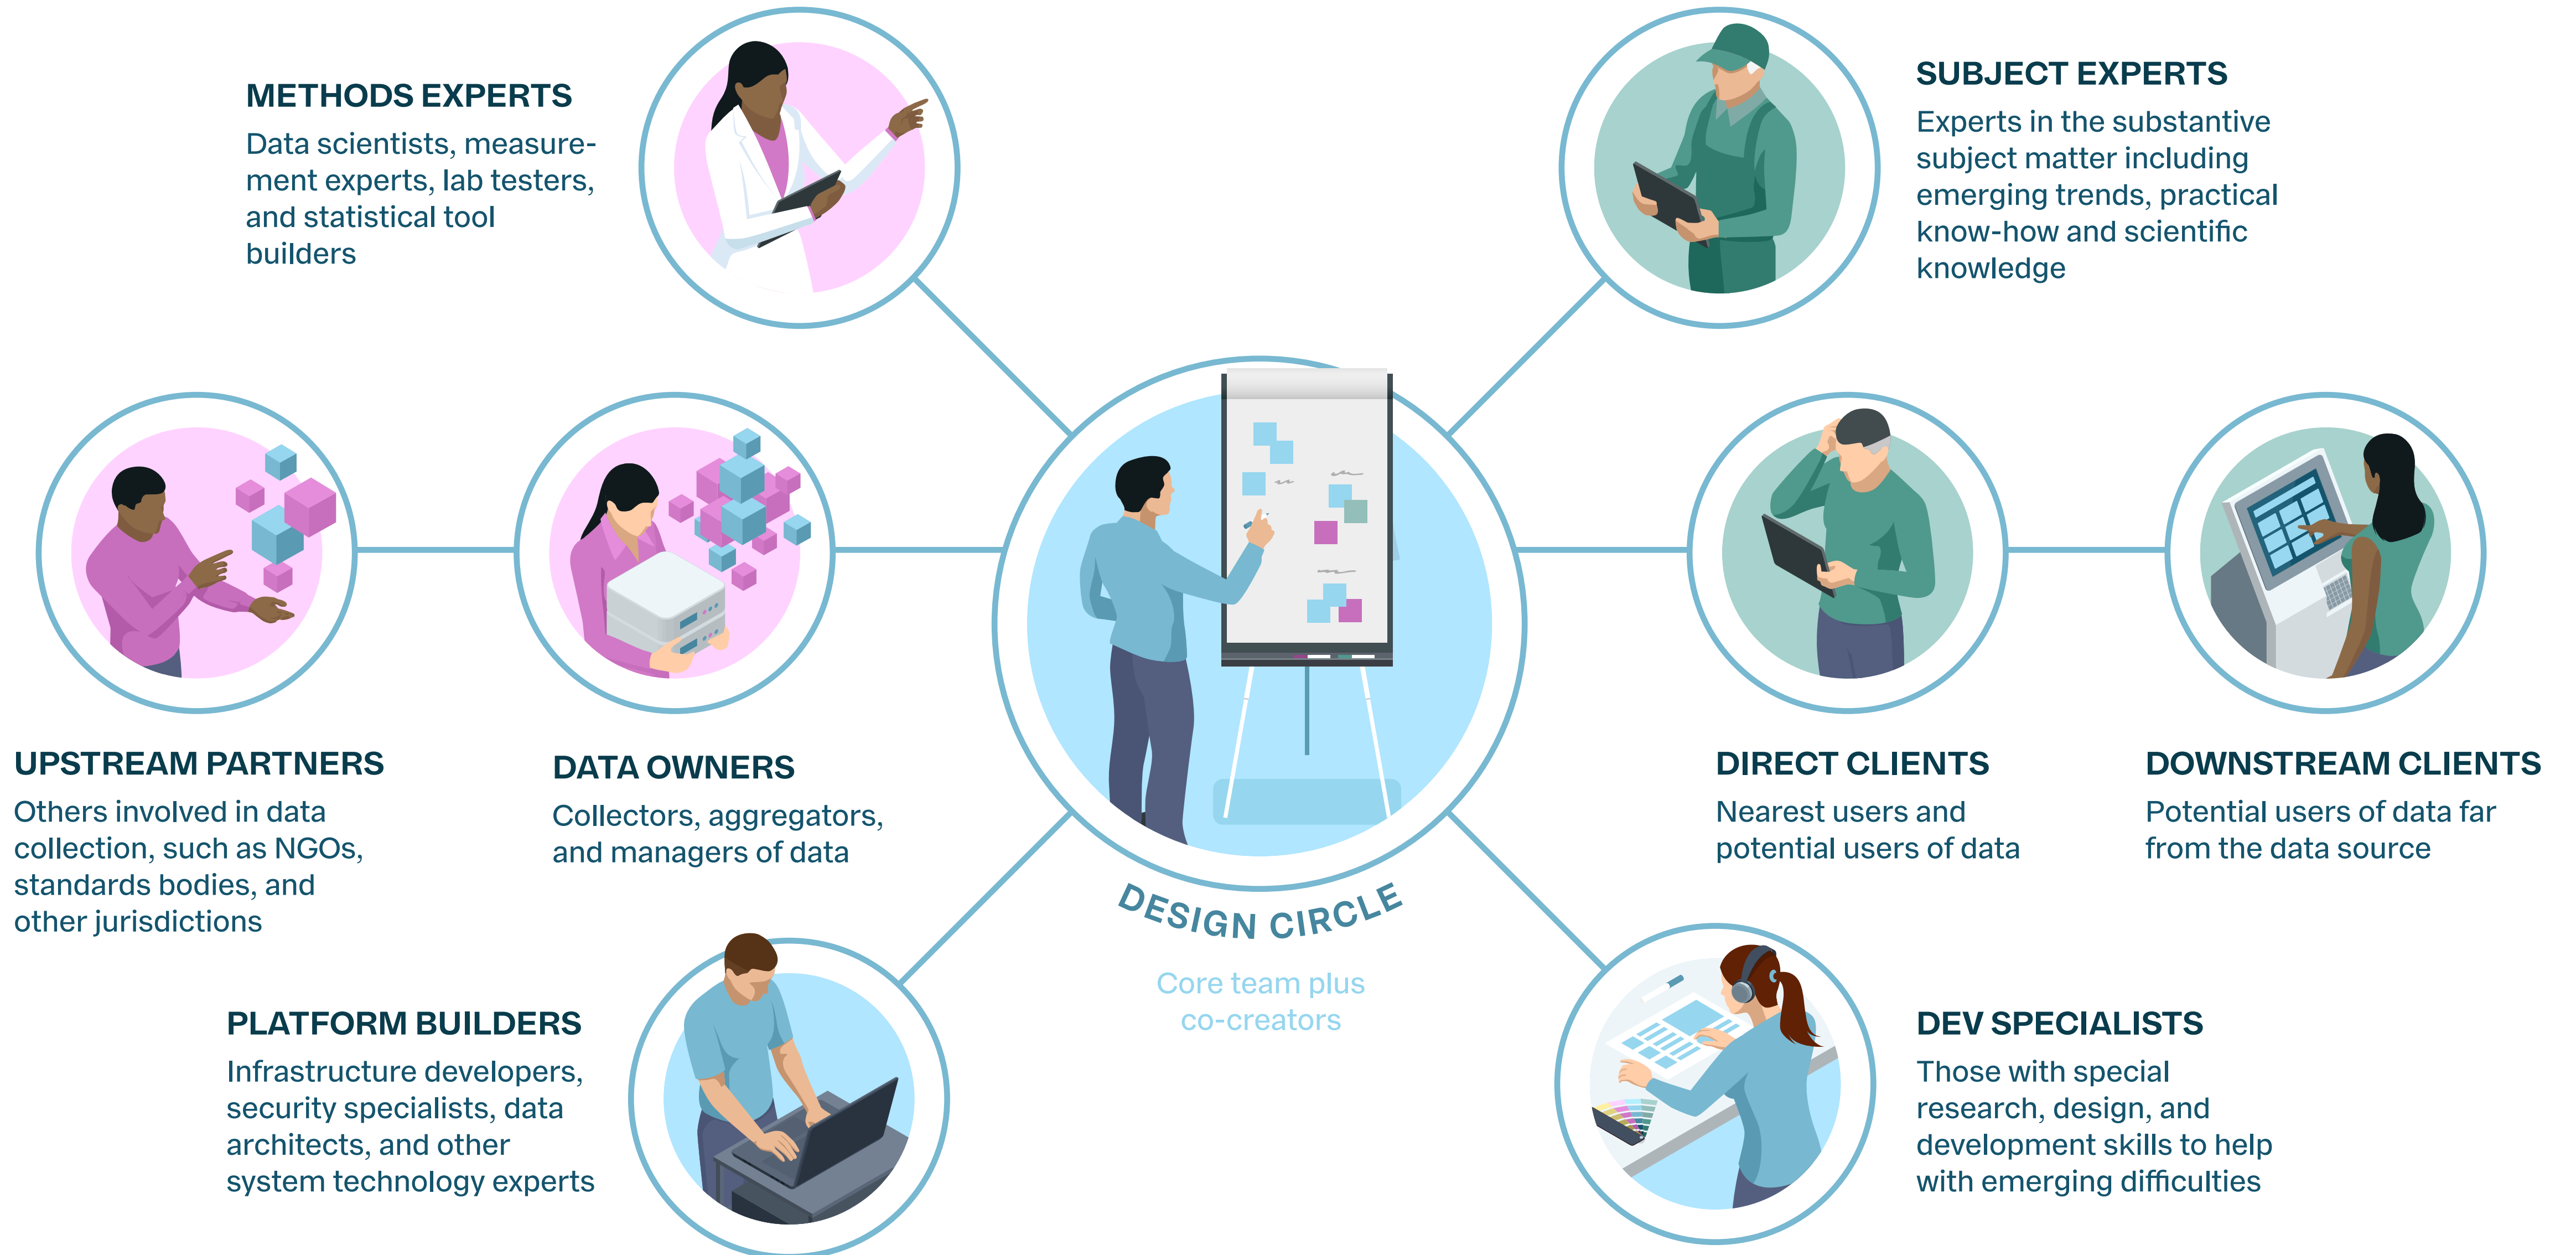 METHODS EXPERTS
Data scientists, measure-
ment experts, lab testers,
and statistical tool
builders
SUBJECT EXPERTS
Experts in the substantive
subject matter including
emerging trends, practical
know-how and scientific
knowledge
UPSTREAM PARTNERS
Others involved in data
collection, such as NGOs,
standards bodies, and
other jurisdictions
DATA OWNERS
Collectors, aggregators,
and managers of data
DIRECT CLIENTS
Nearest users and
potential users of data
DOWNSTREAM CLIENTS
Potential users of data far
from the data source
DESIGN CIRCLE
Core team plus
co-creators
PLATFORM BUILDERS
Infrastructure developers,
security specialists, data
architects, and other
system technology experts
DEV SPECIALISTS
Those with special
research, design, and
development skills to help
with emerging difficulties